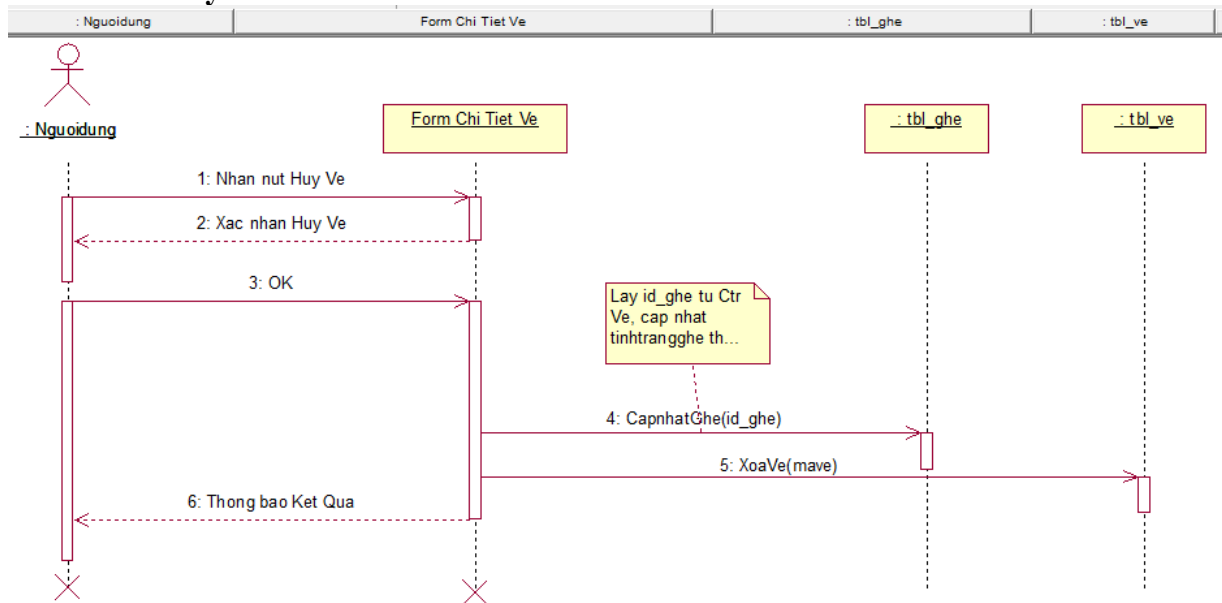 : Nguoidung
Form Chi Tiet Ve
: tbl_ghe
: tbl_ve
: Nguoidung
Form Chi Tiet Ve
: tbl_ghe
: tbl_ve
1: Nhan nut Huy Ve
2: Xac nhan Huy Ve
3: OK
Lay id_ghe tu Ctr
Ve, cap nhat
tinhtrangghe th...
4: CapnhatGhe(id_ghe)
5: XoaVe(mave)
6: Thong bao Ket Qua